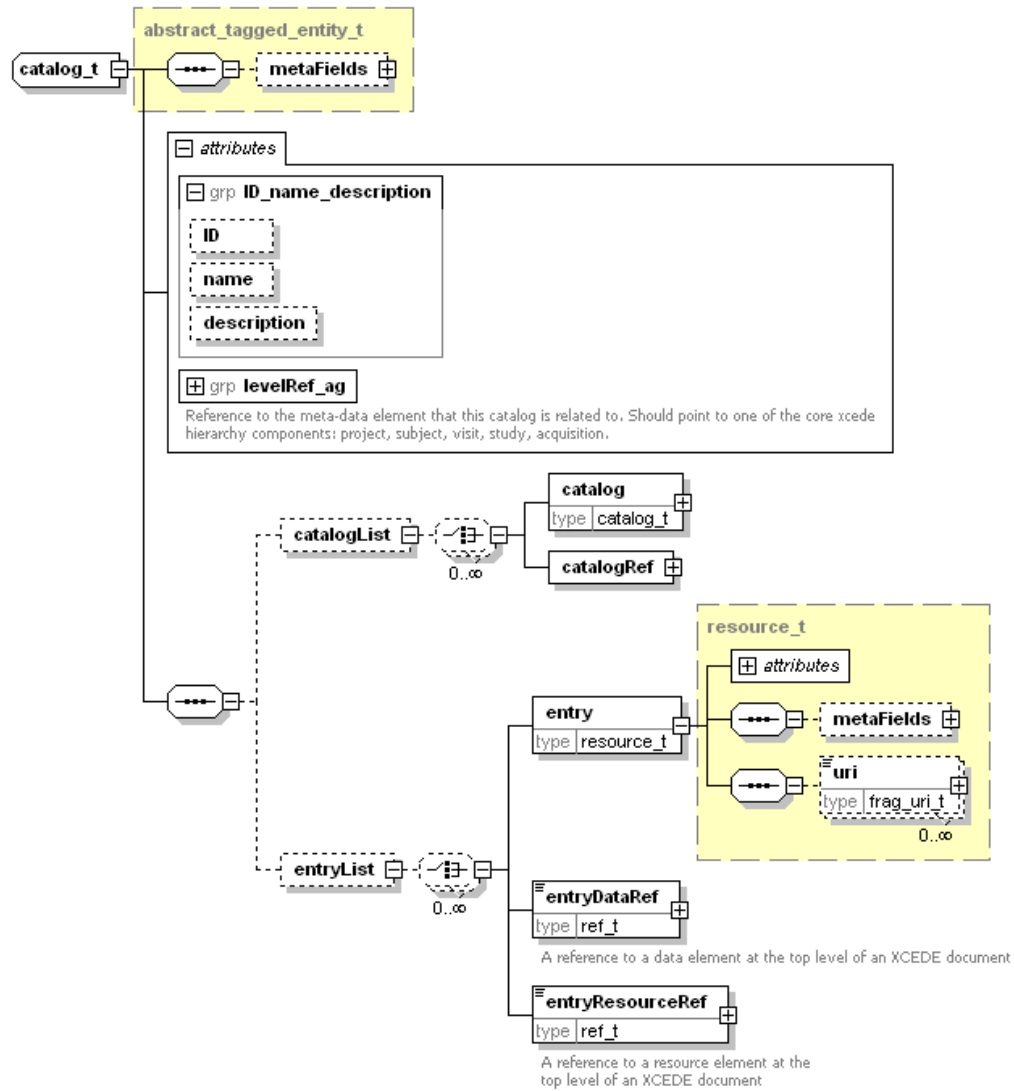 abstract_tagged_entity_t
catalog_t
metaFields
attributes
grp ID_name_description
ID
name
description
grp levelRef_ag
Reference to the meta-data element that this catalog is related to. Should point to one of the core xcede
hierarchy components: project, subject, visit, study, acquisition.
catalogList
0..∞
catalog
type catalog_t
catalogRef
resource_t
attributes
entry
type resource_t
metaFields
uri
type frag_uri_t
0..∞
entryList
0..∞
entryDataRef
type ref_t
A reference to a data element at the top level of an XCEDE document
entryResourceRef
type ref_t
A reference to a resource element at the
top level of an XCEDE document